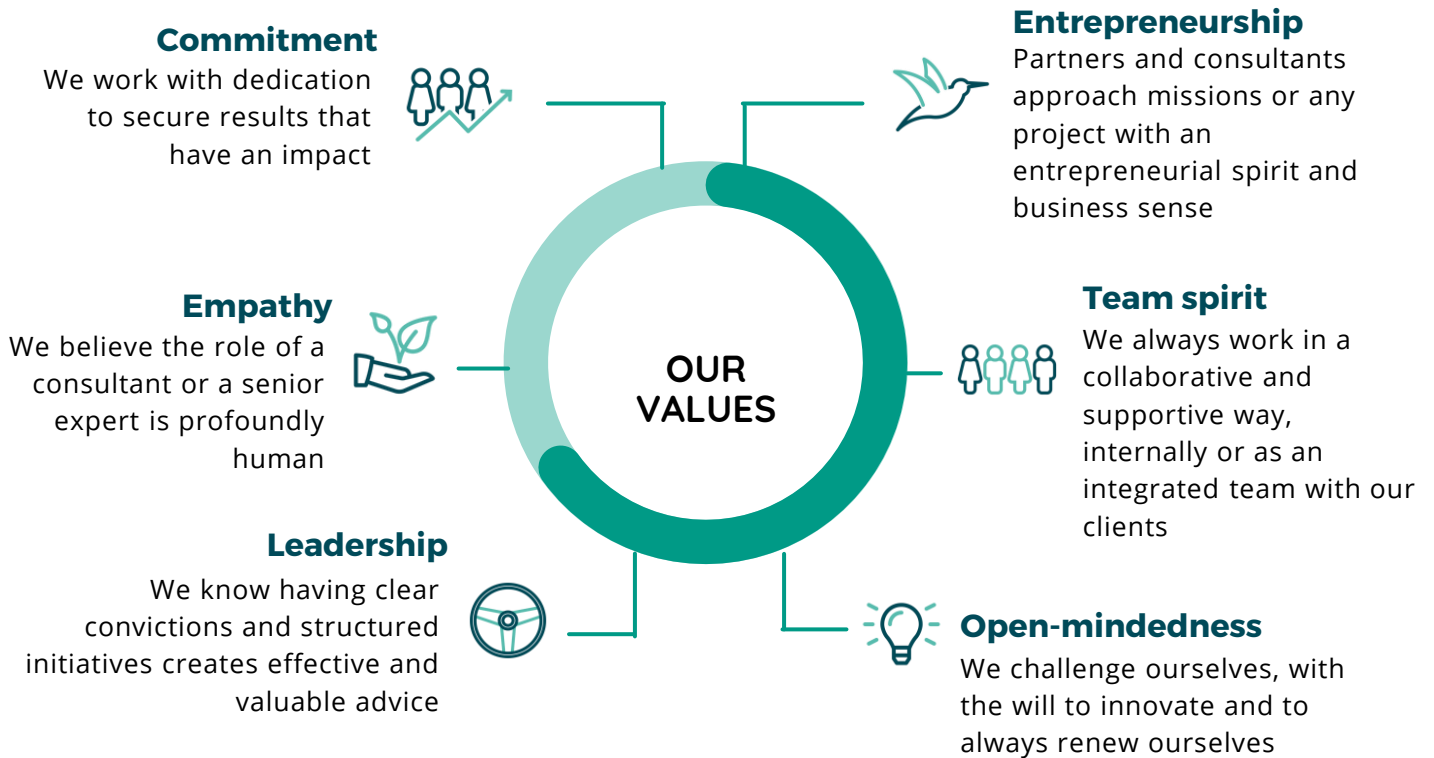 Commitment
We work with dedication
to secure results that
have an impact
Entrepreneurship
Partners and consultants
approach missions or any
project with an
entrepreneurial spirit and
business sense
Empathy
We believe the role of a
consultant or a senior
expert is profoundly
human
OUR
VALUES
Team spirit
We always work in a
collaborative and
supportive way,
internally or as an
integrated team with our
clients
Leadership
We know having clear
convictions and structured
initiatives creates effective and
valuable advice
Open-mindedness
We challenge ourselves, with
the will to innovate and to
always renew ourselves